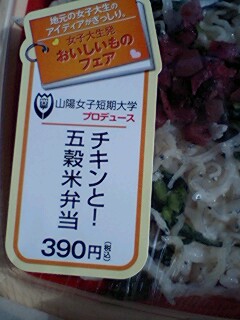 地元の女子大生の
アイディアがぎっしり。
女子大生発
おいしいもの
フェア
山陽女子短期大学
プロデュース
チキンと！
五穀米弁当
390円(税込)